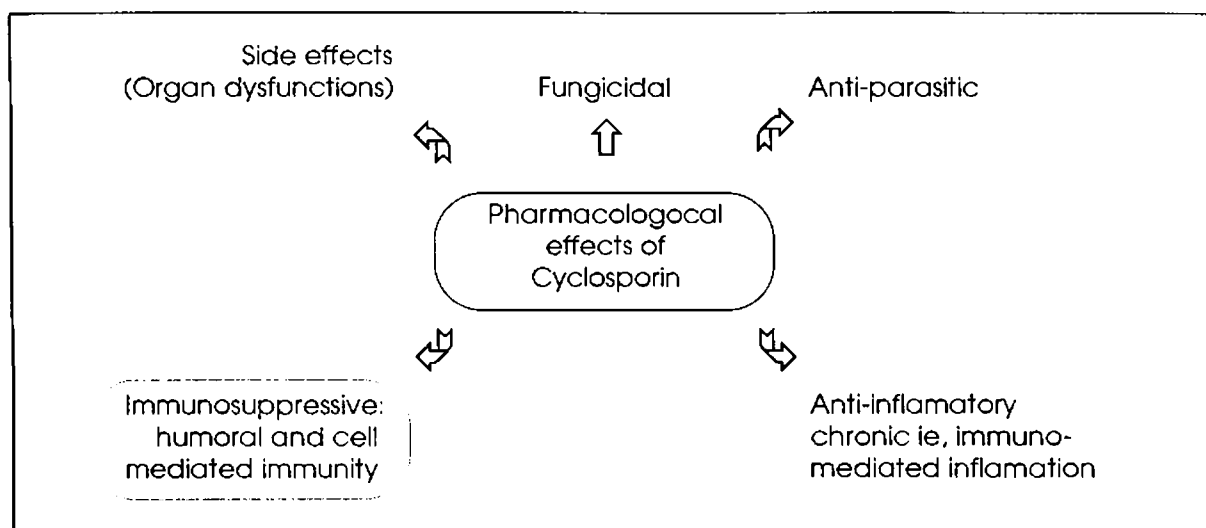 Side effects
(Organ dysfunctions)
Fungicidal
Anti-parasitic
Pharmacologocal
effects of
Cyclosporin
Immunosuppressive:
humoral and cell
mediated immunity
Anti-inflamatory
chronic ie, immuno-
mediated inflamation